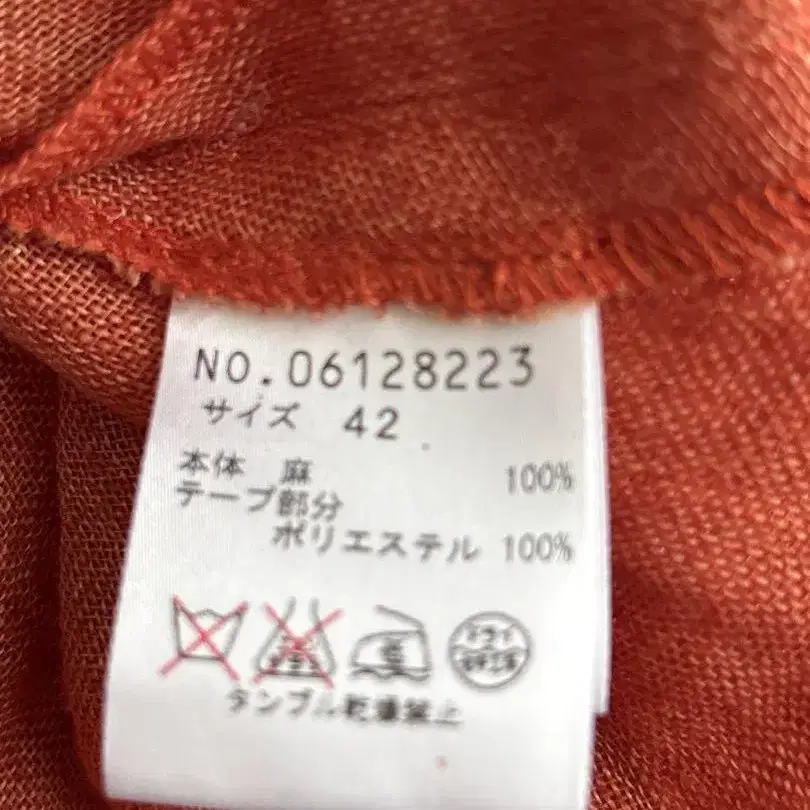 NO.06128223
サイズ 42
本体 麻 100%
テープ部分
ポリエステル 100%
タンブル乾燥禁止